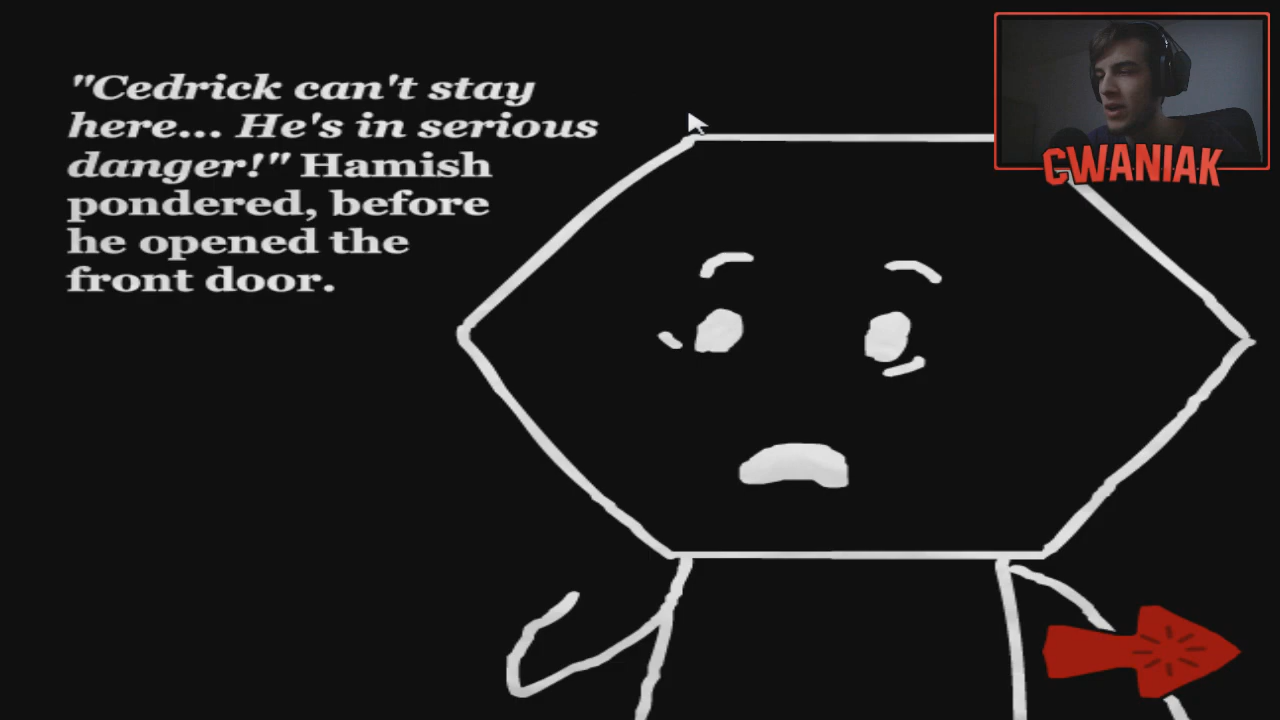 "Cedrick can't stay
here... He's in serious
danger!" Hamish
pondered, before
he opened the
front door.
CWANIAK